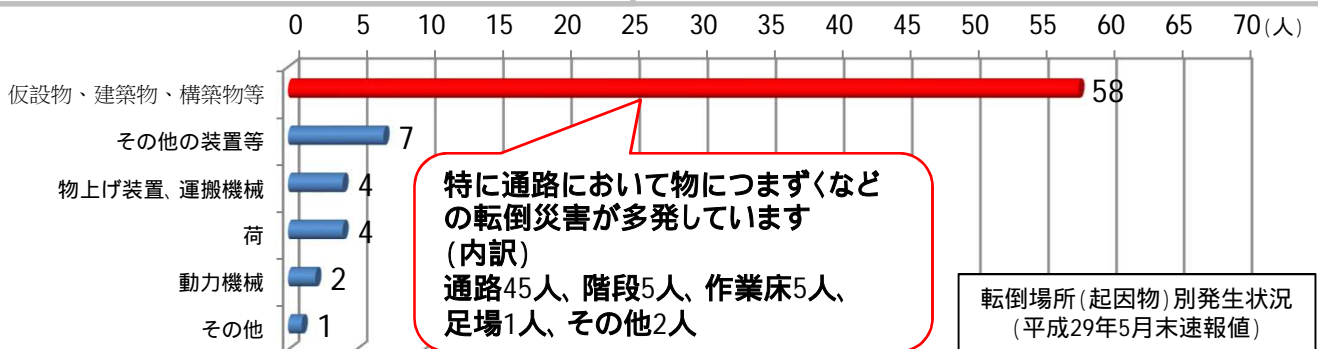 0 5 10 15 20 25 30 35 40 45 50 55 60 65 70(人)
仮設物、建築物、構築物等 58
その他の装置等 7
物上げ装置、運搬機械 4
荷 4
動力機械 2
その他 1
特に通路において物につまずくなど
の転倒災害が多発しています
(内訳)
通路45人、階段5人、作業床5人、
足場1人、その他2人
転倒場所(起因物)別発生状況
(平成29年5月末速報値)